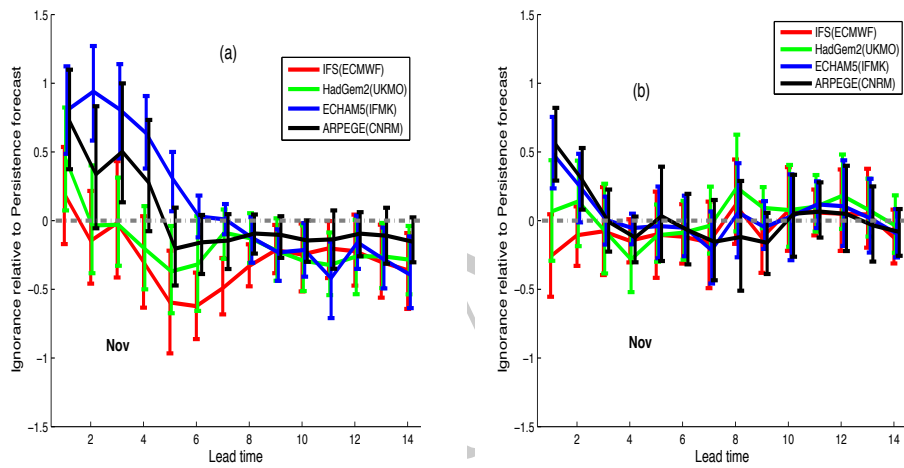 1.5
1
0.5
0
−0.5
−1
−1.5
Ignorance relative to Persistence forecast
(a)
IFS(ECMWF)
HadGem2(UKMO)
ECHAM5(IFMK)
ARPEGE(CNRM)
Nov
2 4 6 8 10 12 14
Lead time
1.5
1
0.5
0
−0.5
−1
−1.5
Ignorance relative to Persistence forecast
(b)
IFS(ECMWF)
HadGem2(UKMO)
ECHAM5(IFMK)
ARPEGE(CNRM)
Nov
2 4 6 8 10 12 14
Lead time